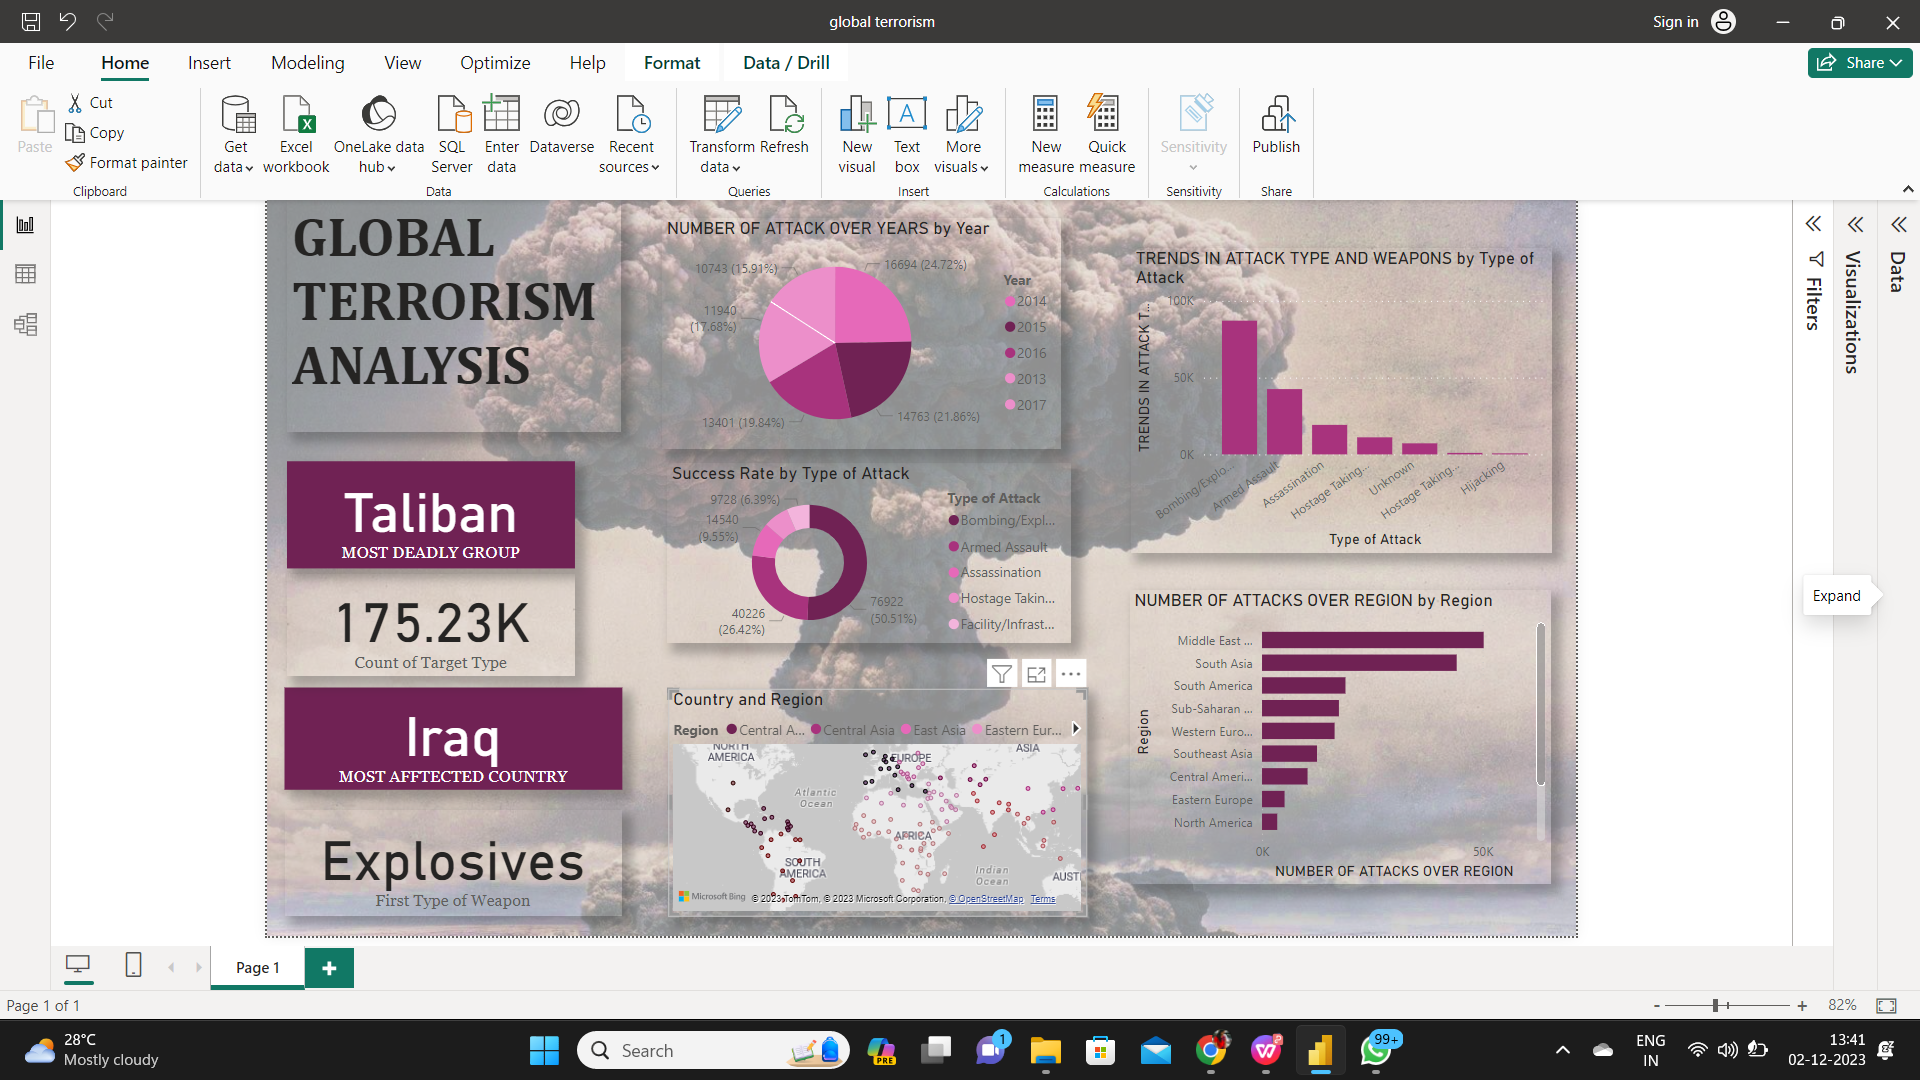 global terrorism
Sign in
File
Home
Insert
Modeling
View
Optimize
Help
Format
Data / Drill
Share
Paste
Cut
Copy
Format painter
Clipboard
Get
data
Excel
workbook
OneLake data
hub
SQL
Server
Enter
data
Dataverse
Recent
sources
Data
Transform
data
Refresh
Queries
New
visual
Text
box
More
visuals
Insert
New
measure
Quick
measure
Calculations
Sensitivity
Sensitivity
Publish
Share
GLOBAL
TERRORISM
ANALYSIS
Taliban
MOST DEADLY GROUP
175.23K
Count of Target Type
Iraq
MOST AFFTECTED COUNTRY
Explosives
First Type of Weapon
NUMBER OF ATTACK OVER YEARS by Year
10743 (15.91%)
16694 (24.72%)
11940
(17.68%)
13401 (19.84%)
14763 (21.86%)
Year
2014
2015
2016
2013
2017
Success Rate by Type of Attack
9728 (6.39%)
14540
(9.55%)
40226
(26.42%)
76922
(50.51%)
Type of Attack
Bombing/Expl...
Armed Assault
Assassination
Hostage Takin...
Facility/Infrast...
Country and Region
Region
Central A...
Central Asia
East Asia
Eastern Eur...
NORTH
AMERICA
EUROPE
ASIA
Atlantic
Ocean
AFRICA
SOUTH
AMERICA
Indian
Ocean
AUST
Microsoft Bing
© 2023 TomTom, © 2023 Microsoft Corporation, © OpenStreetMap Terms
TRENDS IN ATTACK TYPE AND WEAPONS by Type of
Attack
TRENDS IN ATTACK T...
100K
50K
0K
Bombing/Explo...
Armed Assault
Assassination
Hostage Taking...
Unknown
Hostage Taking...
Hijacking
Type of Attack
NUMBER OF ATTACKS OVER REGION by Region
Region
Middle East ...
South Asia
South America
Sub-Saharan ...
Western Euro...
Southeast Asia
Central Ameri...
Eastern Europe
North America
0K
50K
NUMBER OF ATTACKS OVER REGION
Filters
Visualizations
Data
Expand
Page 1
Page 1 of 1
- + 82%
28°C
Mostly cloudy
Search
PRE
1
99+
ENG
IN
13:41
02-12-2023